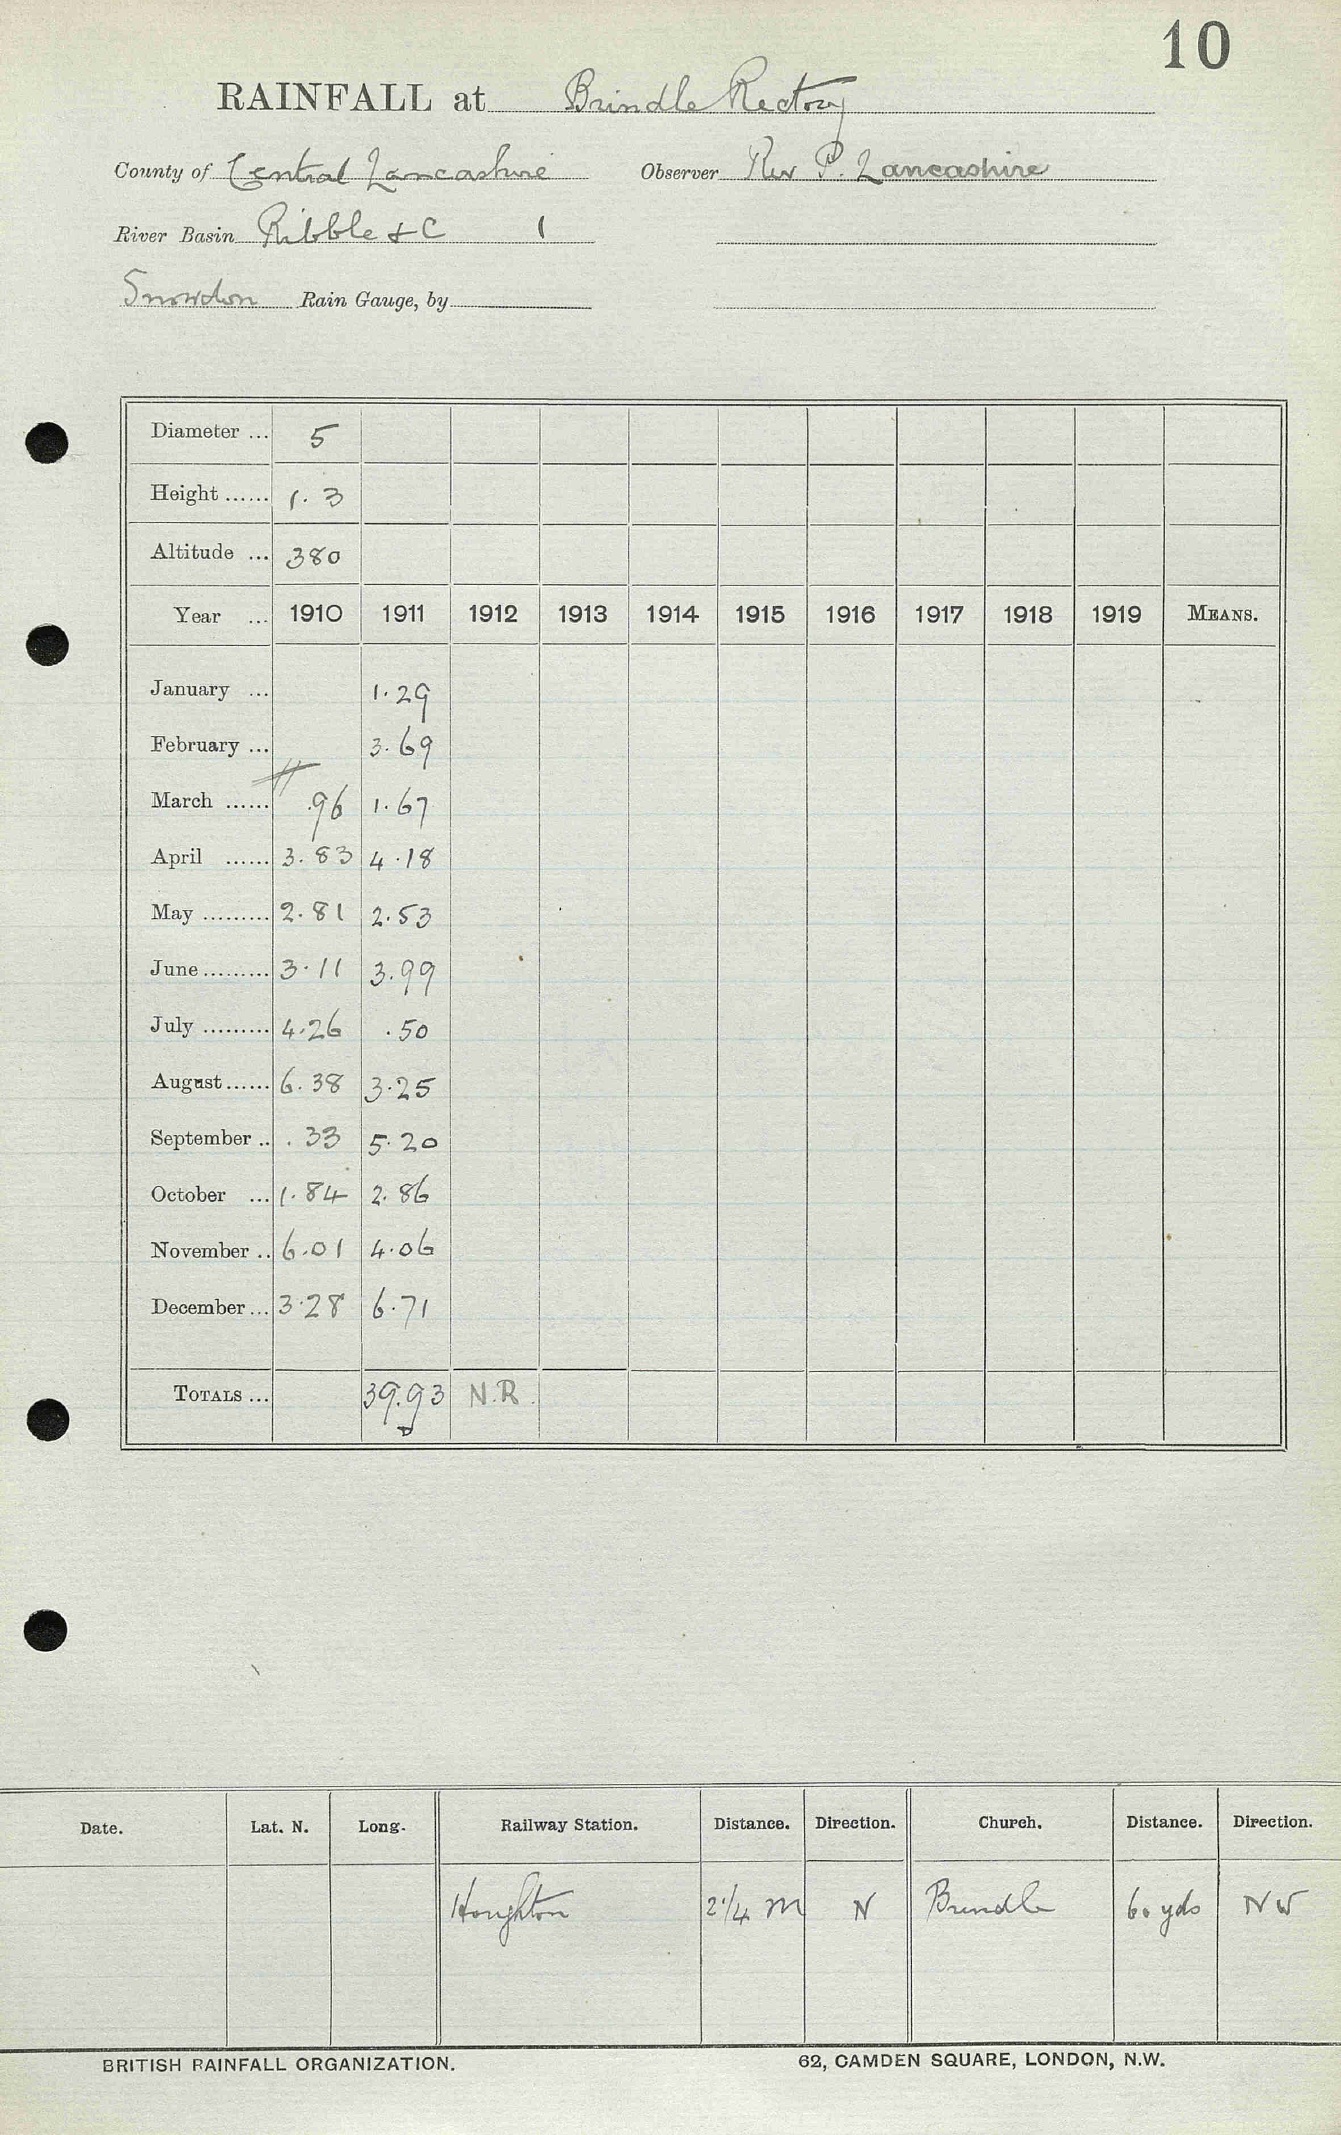 10
RAINFALL at Brindle Rectory
County of Central Lancashire Observer Rev P. Lancashire
River Basin Ribble & C 1
Snowdon Rain Gauge, by
Diameter ... 5
Height ...... 1.3
Altitude ... 380
Year ... 1910 1911 1912 1913 1914 1915 1916 1917 1918 1919 MEANS.
January ... 1.29
February ... 3.69
March ...... .96 1.67
April ...... 3.83 4.18
May ......... 2.81 2.53
June ......... 3.11 3.99
July ......... 4.26 .50
August ...... 6.38 3.25
September .. .33 5.20
October ... 1.84 2.86
November .. 6.01 4.06
December ... 3.28 6.71
TOTALS ... 39.93 N.R.
D
Date. Lat. N. Long. Railway Station. Distance. Direction. Church. Distance. Direction.
Houghton 2 1/4 m N Brindle 60 yds NW
BRITISH RAINFALL ORGANIZATION. 62, CAMDEN SQUARE, LONDON, N.W.